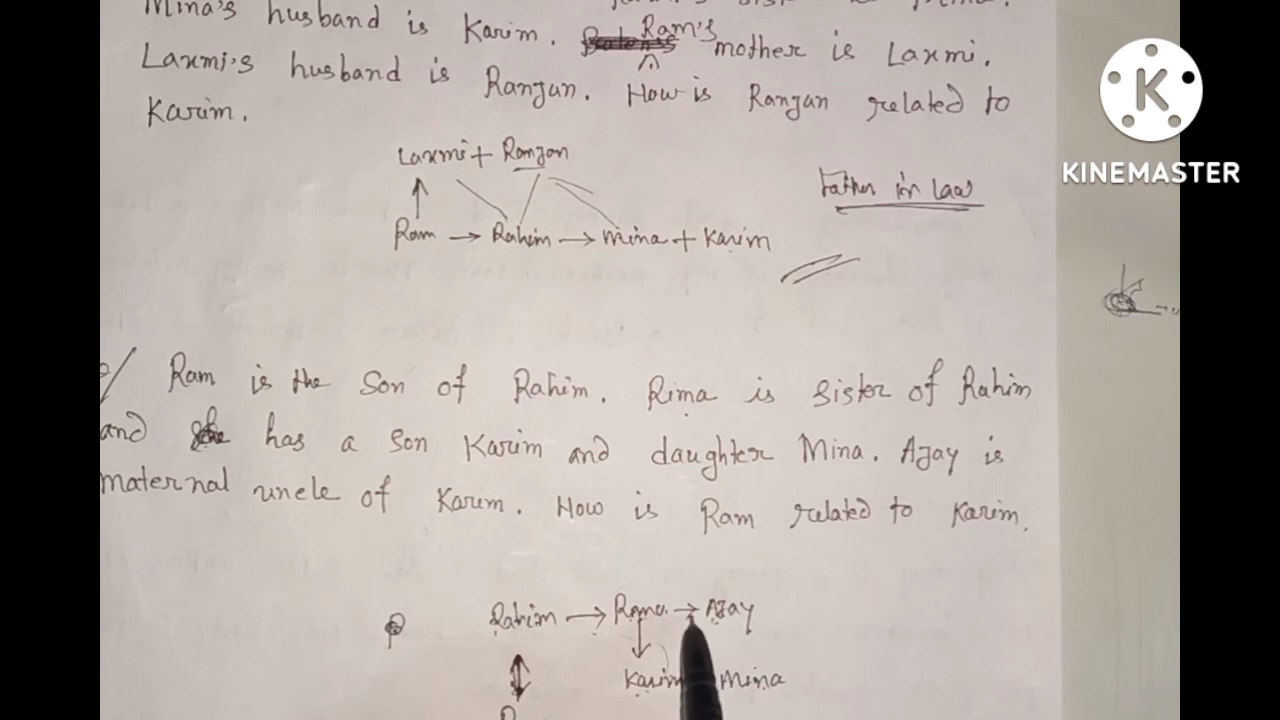 Mina's husband is Karim. Ram's mother is Laxmi.
Laxmi's husband is Ranjan. How is Ranjan related to
Karim.
Laxmi + Ranjan
Father in law
Ram → Rahim → Mina + Karim
Ram is the son of Rahim. Rima is sister of Rahim
and has a son Karim and daughter Mina. Ajay is
maternal uncle of Karim. How is Ram related to Karim.
Rahim → → Ajay
Karim Mina
K
KINEMASTER